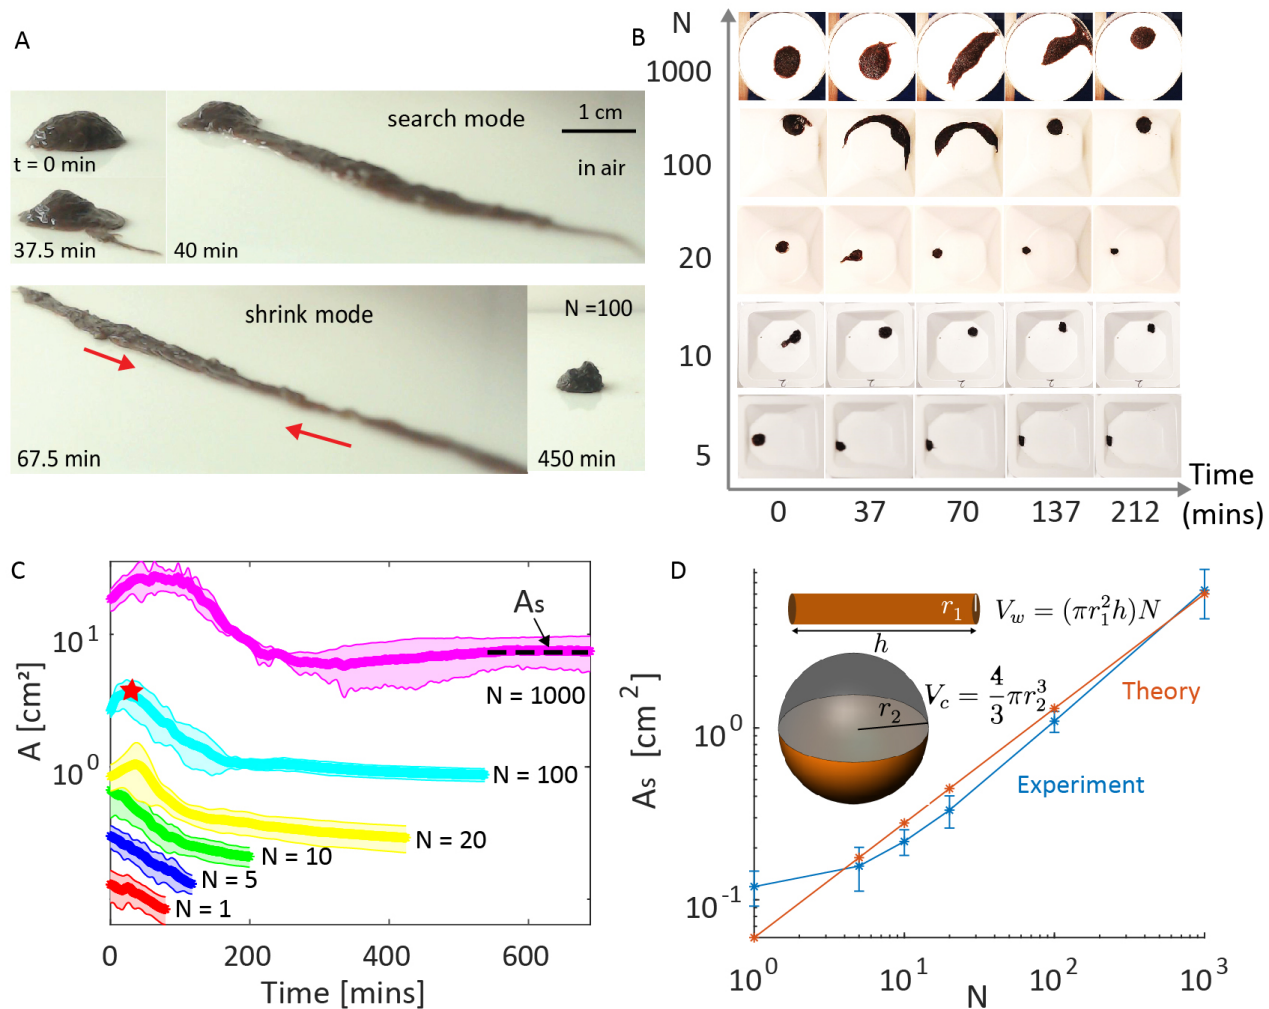 A
search mode
1 cm
in air
t = 0 min
37.5 min
40 min
shrink mode
N =100
67.5 min
450 min
B
N
1000
100
20
10
5
0
37
70
137
212
Time
(mins)
C
A [cm²]
10¹
10⁰
As
N = 1000
N = 100
N = 20
N = 10
N = 5
N = 1
0
200
400
600
Time [mins]
D
As [cm²]
10⁰
10⁻¹
r₁
V_w = (πr₁²h)N
h
V_c = 4/3 πr₂³
r₂
Theory
Experiment
10⁰
10¹
10²
10³
N